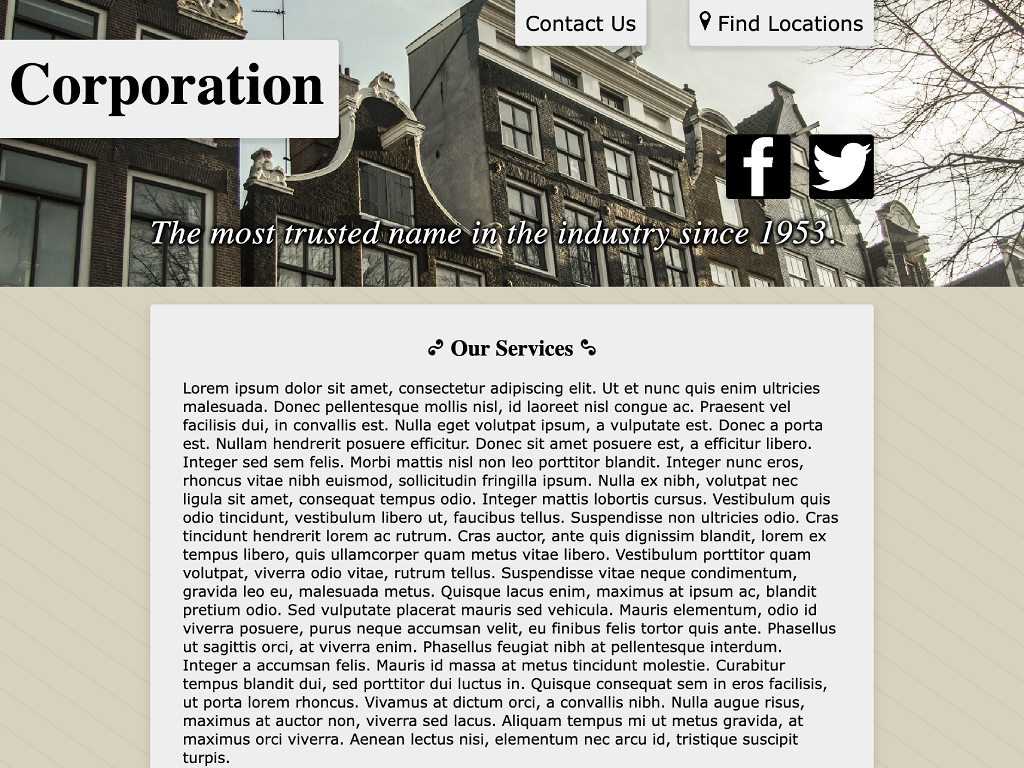 Contact Us
Find Locations
Corporation
The most trusted name in the industry since 1953.
Our Services
Lorem ipsum dolor sit amet, consectetur adipiscing elit. Ut et nunc quis enim ultricies
malesuada. Donec pellentesque mollis nisl, id laoreet nisl congue ac. Praesent vel
facilisis dui, in convallis est. Nulla eget volutpat ipsum, a vulputate est. Donec a porta
est. Nullam hendrerit posuere efficitur. Donec sit amet posuere est, a efficitur libero.
Integer sed sem felis. Morbi mattis nisl non leo porttitor blandit. Integer nunc eros,
rhoncus vitae nibh euismod, sollicitudin fringilla ipsum. Nulla ex nibh, volutpat nec
ligula sit amet, consequat tempus odio. Integer mattis lobortis cursus. Vestibulum quis
odio tincidunt, vestibulum libero ut, faucibus tellus. Suspendisse non ultricies odio. Cras
tincidunt hendrerit lorem ac rutrum. Cras auctor, ante quis dignissim blandit, lorem ex
tempus libero, quis ullamcorper quam metus vitae libero. Vestibulum porttitor quam
volutpat, viverra odio vitae, rutrum tellus. Suspendisse vitae neque condimentum,
gravida leo eu, malesuada metus. Quisque lacus enim, maximus at ipsum ac, blandit
pretium odio. Sed vulputate placerat mauris sed vehicula. Mauris elementum, odio id
viverra posuere, purus neque accumsan velit, eu finibus felis tortor quis ante. Phasellus
ut sagittis orci, at viverra enim. Phasellus feugiat nibh at pellentesque interdum.
Integer a accumsan felis. Mauris id massa at metus tincidunt molestie. Curabitur
tempus blandit dui, sed porttitor dui luctus in. Quisque consequat sem in eros facilisis,
ut porta lorem rhoncus. Vivamus at dictum orci, a convallis nibh. Nulla augue risus,
maximus at auctor non, viverra sed lacus. Aliquam tempus mi ut metus gravida, at
maximus orci viverra. Aenean lectus nisi, elementum nec arcu id, tristique suscipit
turpis.